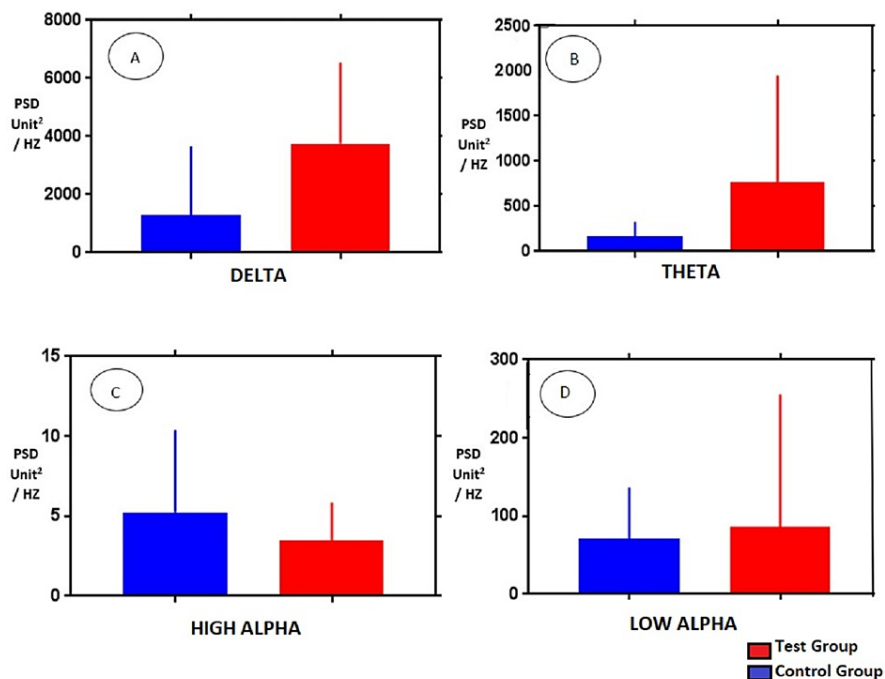 A
8000
6000
4000
2000
0
PSD
Unit²
/ HZ
DELTA
B
2500
2000
1500
1000
500
0
PSD
Unit²
/ HZ
THETA
C
15
10
5
0
PSD
Unit²
/ HZ
HIGH ALPHA
D
300
200
100
0
PSD
Unit²
/ HZ
LOW ALPHA
Test Group
Control Group